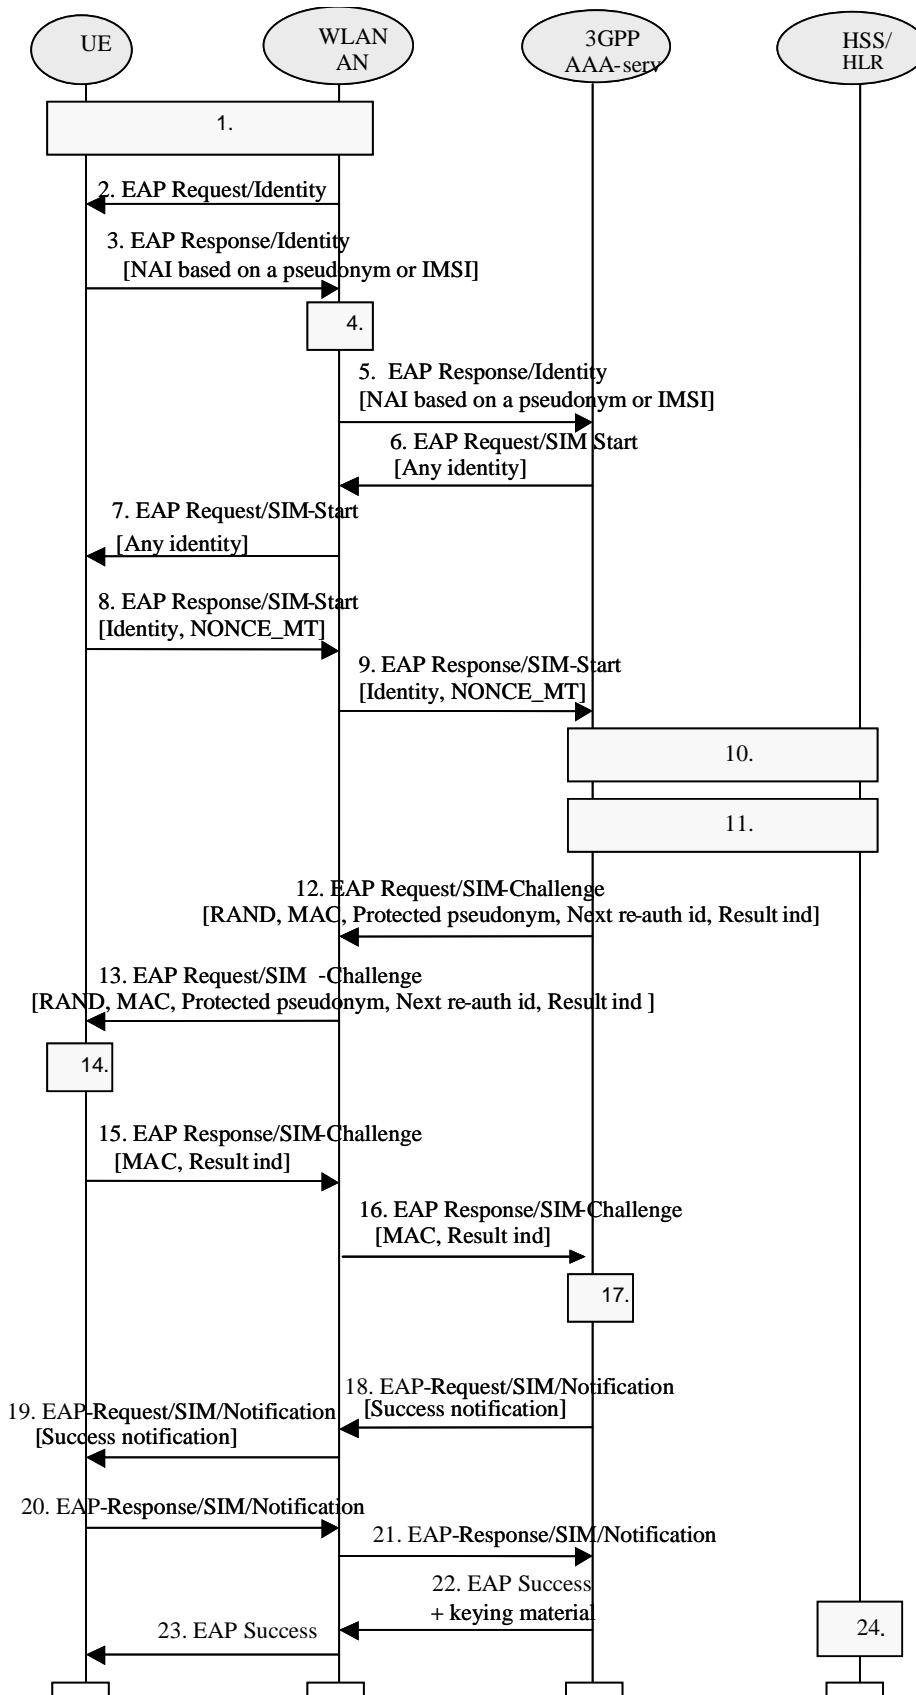 UE
WLAN
AN
3GPP
AAA-serv
HSS/
HLR
1.
2. EAP Request/Identity
3. EAP Response/Identity
[NAI based on a pseudonym or IMSI]
4.
5. EAP Response/Identity
[NAI based on a pseudonym or IMSI]
6. EAP Request/SIM Start
[Any identity]
7. EAP Request/SIM-Start
[Any identity]
8. EAP Response/SIM-Start
[Identity, NONCE_MT]
9. EAP Response/SIM-Start
[Identity, NONCE_MT]
10.
11.
12. EAP Request/SIM-Challenge
[RAND, MAC, Protected pseudonym, Next re-auth id, Result ind]
13. EAP Request/SIM -Challenge
[RAND, MAC, Protected pseudonym, Next re-auth id, Result ind ]
14.
15. EAP Response/SIM-Challenge
[MAC, Result ind]
16. EAP Response/SIM-Challenge
[MAC, Result ind]
17.
18. EAP-Request/SIM/Notification
[Success notification]
19. EAP-Request/SIM/Notification
[Success notification]
20. EAP-Response/SIM/Notification
21. EAP-Response/SIM/Notification
22. EAP Success
+ keying material
23. EAP Success
24.